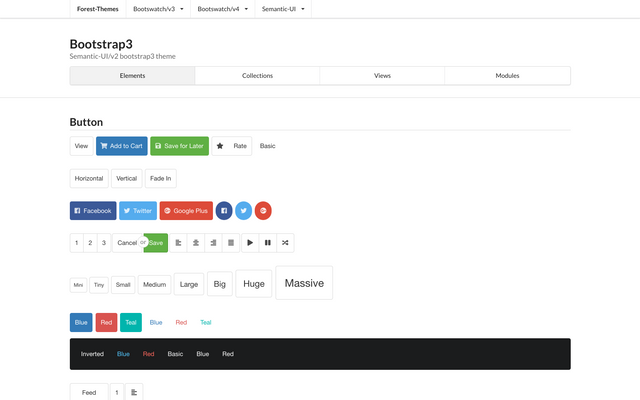 Forest-Themes Bootswatch/v3 Bootswatch/v4 Semantic-UI
Bootstrap3
Semantic-UI/v2 bootstrap3 theme
Elements Collections Views Modules
Button
View Add to Cart Save for Later Rate Basic
Horizontal Vertical Fade In
Facebook Twitter Google Plus
1 2 3 Cancel or Save
Mini Tiny Small Medium Large Big Huge Massive
Blue Red Teal Blue Red Teal
Inverted Blue Red Basic Blue Red
Feed 1